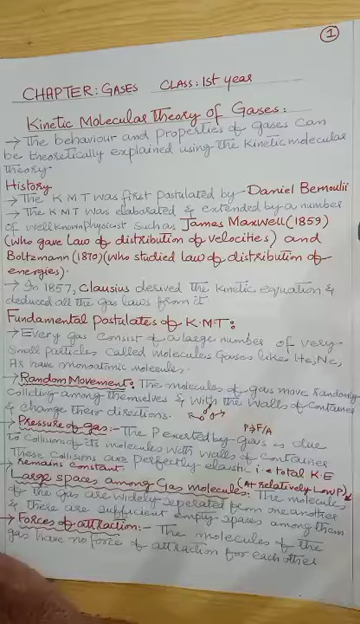 1
CHAPTER: GASES CLASS: 1st year
Kinetic Molecular Theory of Gases:
→ The behaviour and properties of Gases can
be theoretically explained using the Kinetic molecular
theory.
History
→ The K.M.T was first postulated by Daniel Bernoulii
→ The K.M.T was elaborated & extended by a number
of well known physicist such as James Maxwell (1859)
(who gave law of distribution of velocities) and
Boltzmann (1870) (who studied law of distribution of
energies).
→ In 1857, Clausius derived the kinetic equation &
deduced all the gas laws from it
Fundamental Postulates of K.M.T:
→ Every gas consist of a large number of very
Small particles called molecules Gases like He, Ne,
Ar have monoatomic molecules.
→ Random Movement: The molecules of gas move Randomly
Colliding among themselves & with the walls of Container
& change their directions.
→ Pressure of Gas:- The P exerted by Gas is due P=F/A
to Collision of its molecules with walls of Container
These Collisions are Perfectly elastic i.e total K.E
Remains constant.
Large spaces among Gas molecules: (At relatively Low P) The molecules
of the Gas are widely seperated from one another
& there are sufficient empty spaces among them
→ Forces of attraction:- The molecules of the
gas have no force of attraction for each other